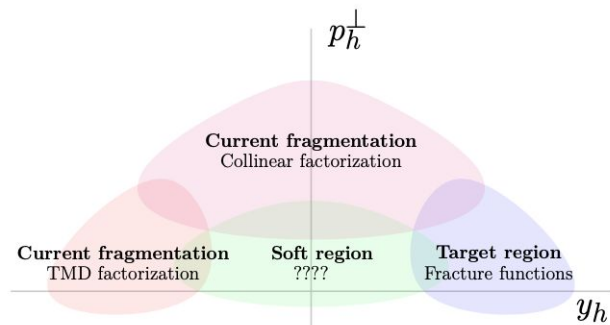 p_h^⊥
Current fragmentation
Collinear factorization
Current fragmentation
TMD factorization
Soft region
????
Target region
Fracture functions
y_h